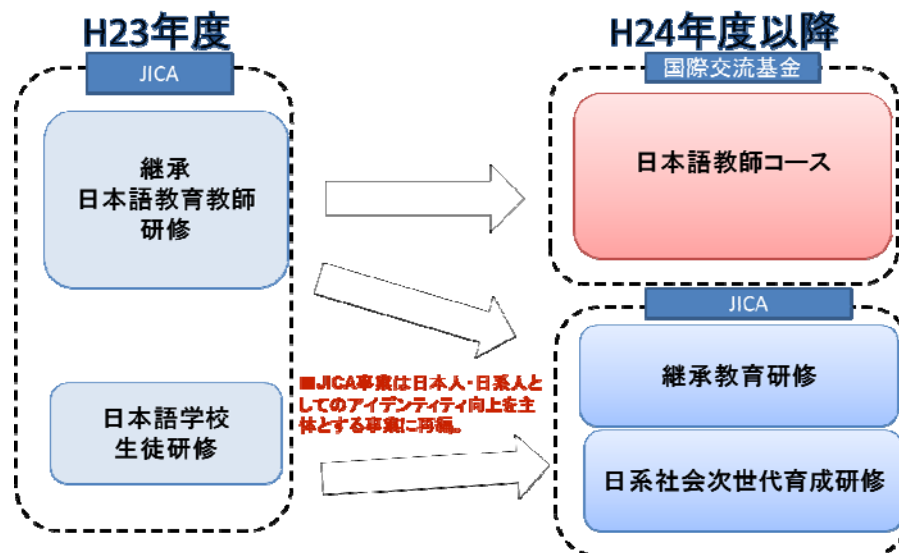 H23年度
JICA
継承
日本語教育教師
研修
日本語学校
生徒研修
■JICA事業は日本人・日系人と
してのアイデンティティ向上を主
体とする事業に再編。
H24年度以降
国際交流基金
日本語教師コース
JICA
継承教育研修
日系社会次世代育成研修